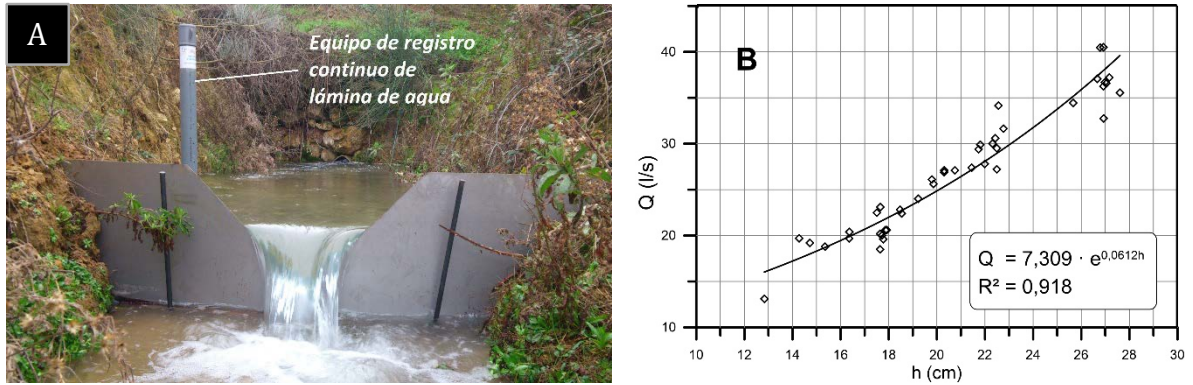 A
Equipo de registro
continuo de
lámina de agua
B
Q (l/s)
40
30
20
10
Q = 7,309 · e^0,0612h
R² = 0,918
10 12 14 16 18 20 22 24 26 28 30
h (cm)